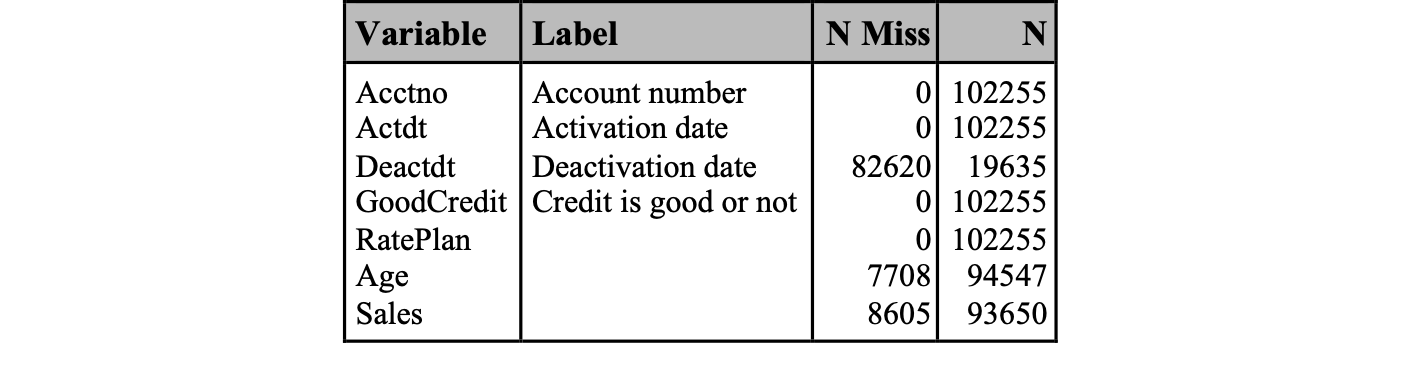 Variable Label N Miss N
Acctno Account number 0 102255
Actdt Activation date 0 102255
Deactdt Deactivation date 82620 19635
GoodCredit Credit is good or not 0 102255
RatePlan 0 102255
Age 7708 94547
Sales 8605 93650